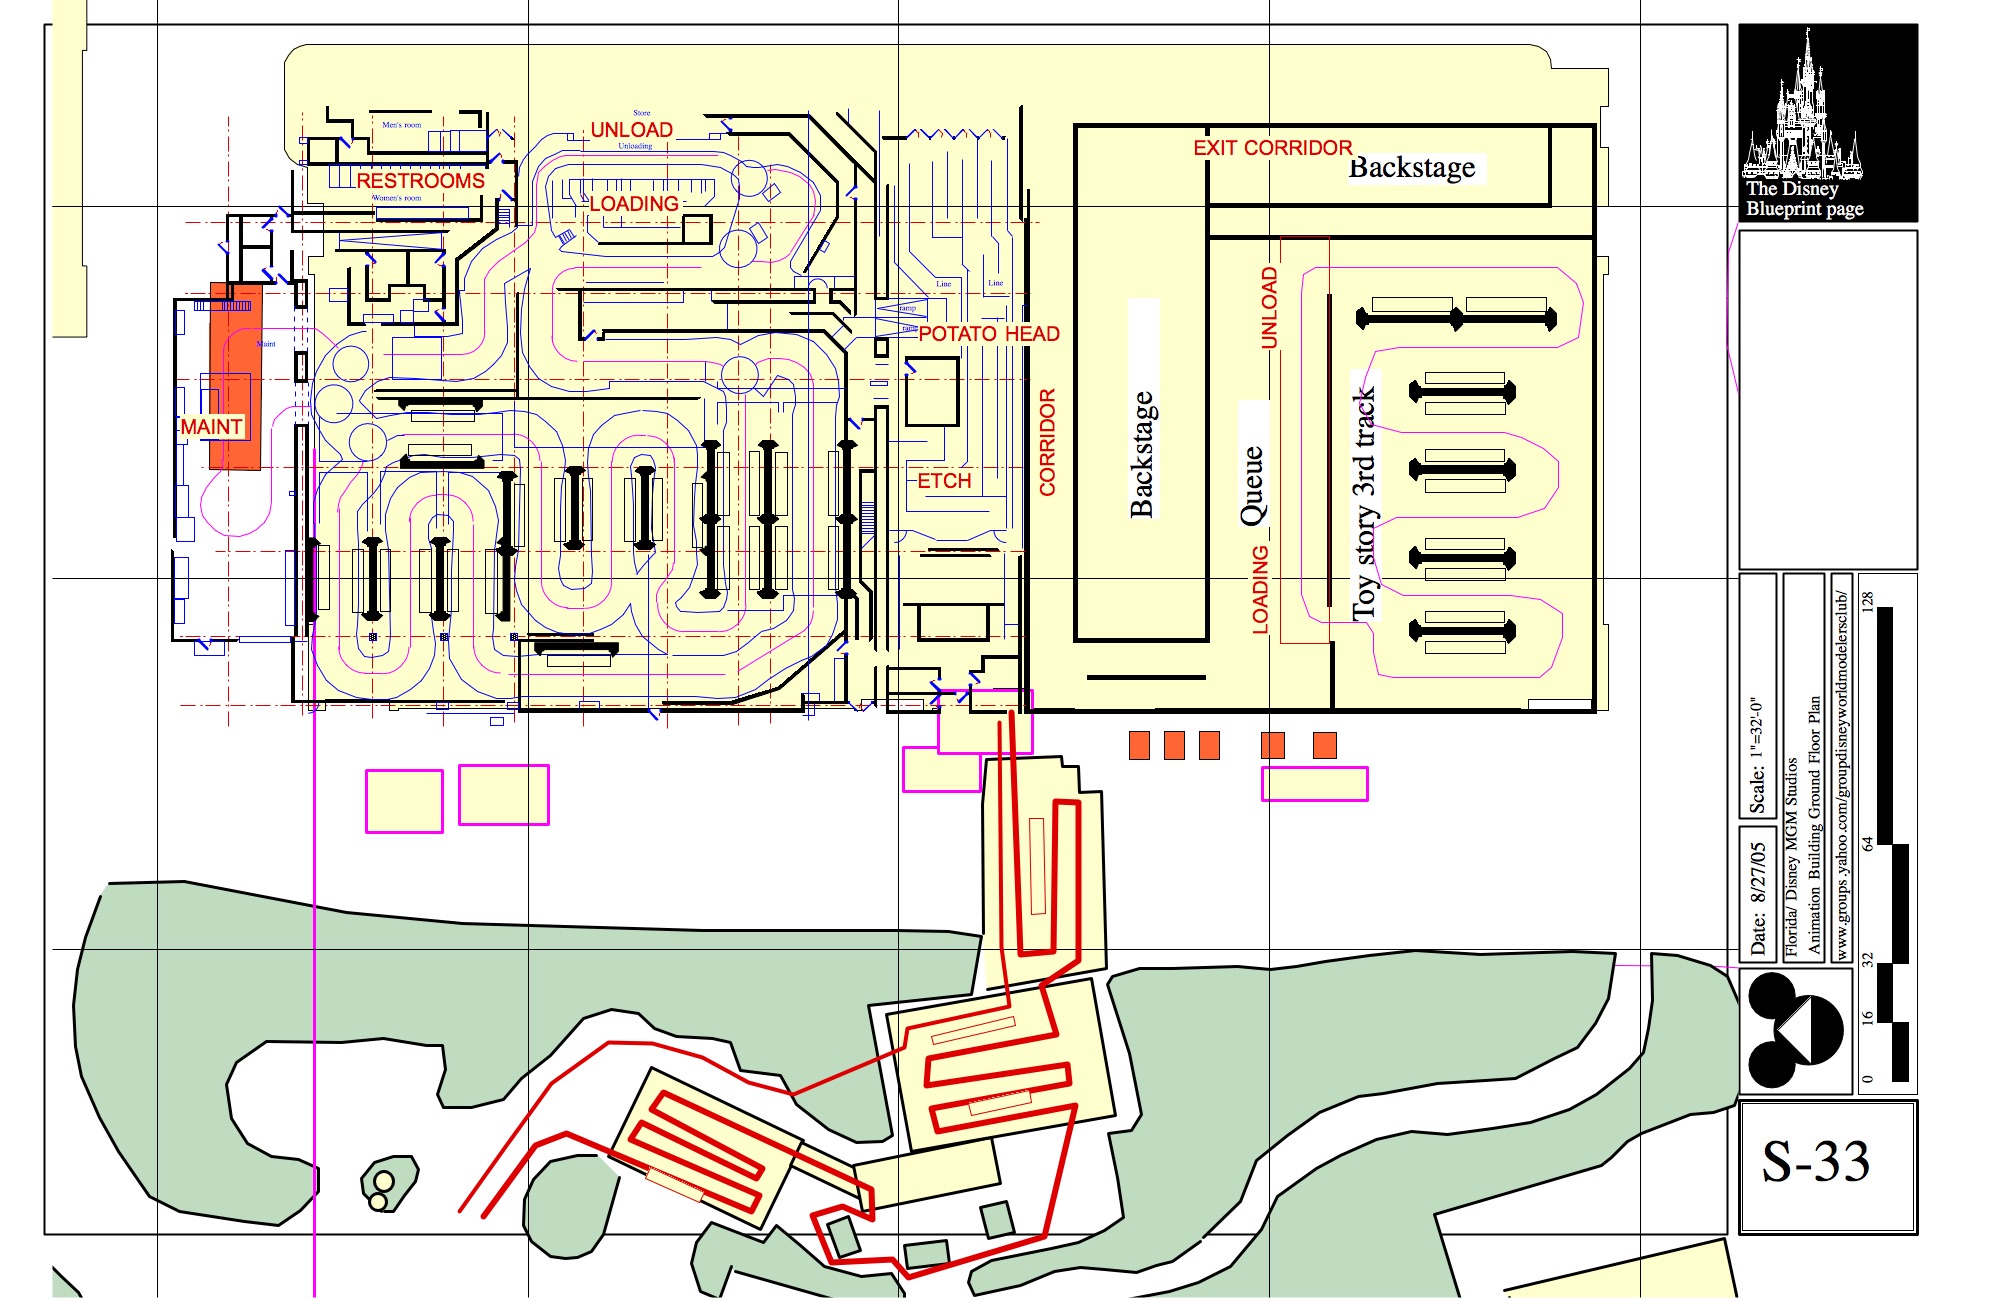 Store
UNLOAD
Unloading
Men's room
RESTROOMS
Women's room
LOADING
EXIT CORRIDOR
Backstage
Line
Line
ramp
ramp
POTATO HEAD
Maint
MAINT
CORRIDOR
ETCH
Backstage
Queue
UNLOAD
LOADING
Toy story 3rd track
The Disney
Blueprint page
Scale: 1"=32'-0"
Date: 8/27/05
Florida/ Disney MGM Studios
Animation Building Ground Floor Plan
www.groups.yahoo.com/groupdisneyworldmodelersclub/
128
64
32
16
0
S-33